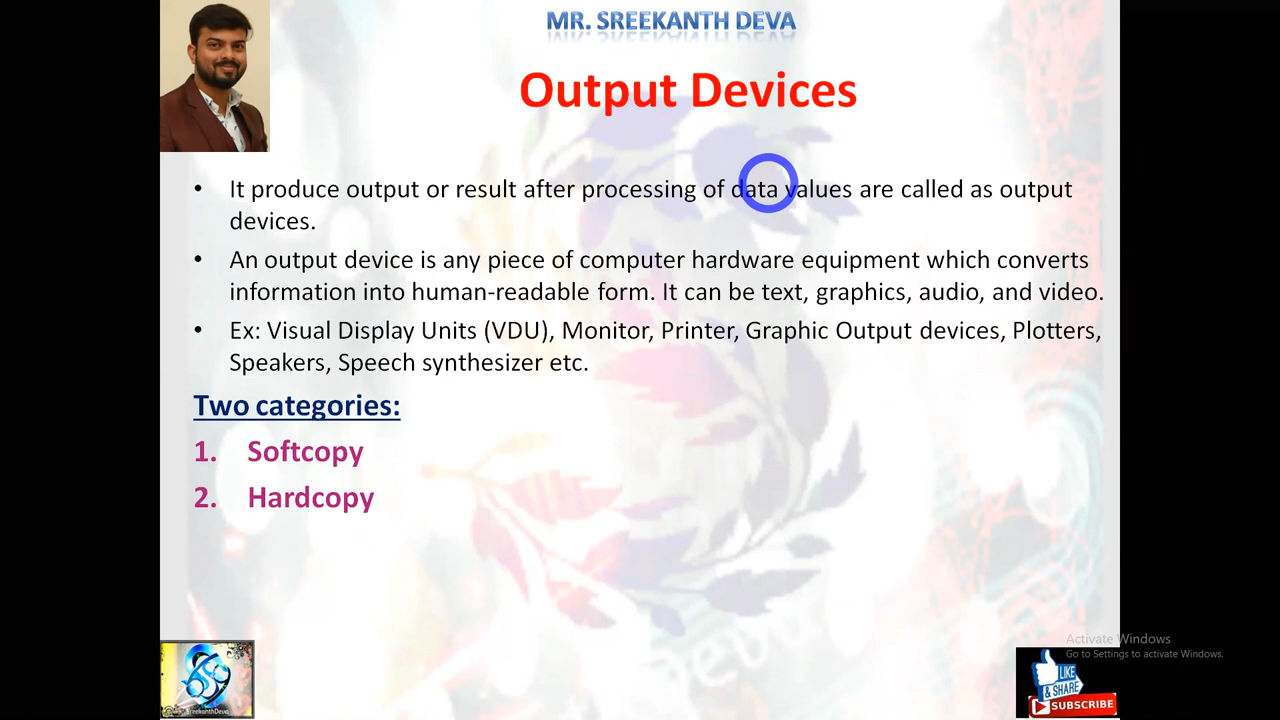 MR. SREEKANTH DEVA
Output Devices
• It produce output or result after processing of data values are called as output
devices.
• An output device is any piece of computer hardware equipment which converts
information into human-readable form. It can be text, graphics, audio, and video.
• Ex: Visual Display Units (VDU), Monitor, Printer, Graphic Output devices, Plotters,
Speakers, Speech synthesizer etc.
Two categories:
1. Softcopy
2. Hardcopy
Activate Windows
Go to Settings to activate Windows.
LIKE
& SHARE
SUBSCRIBE
SreekanthDeva